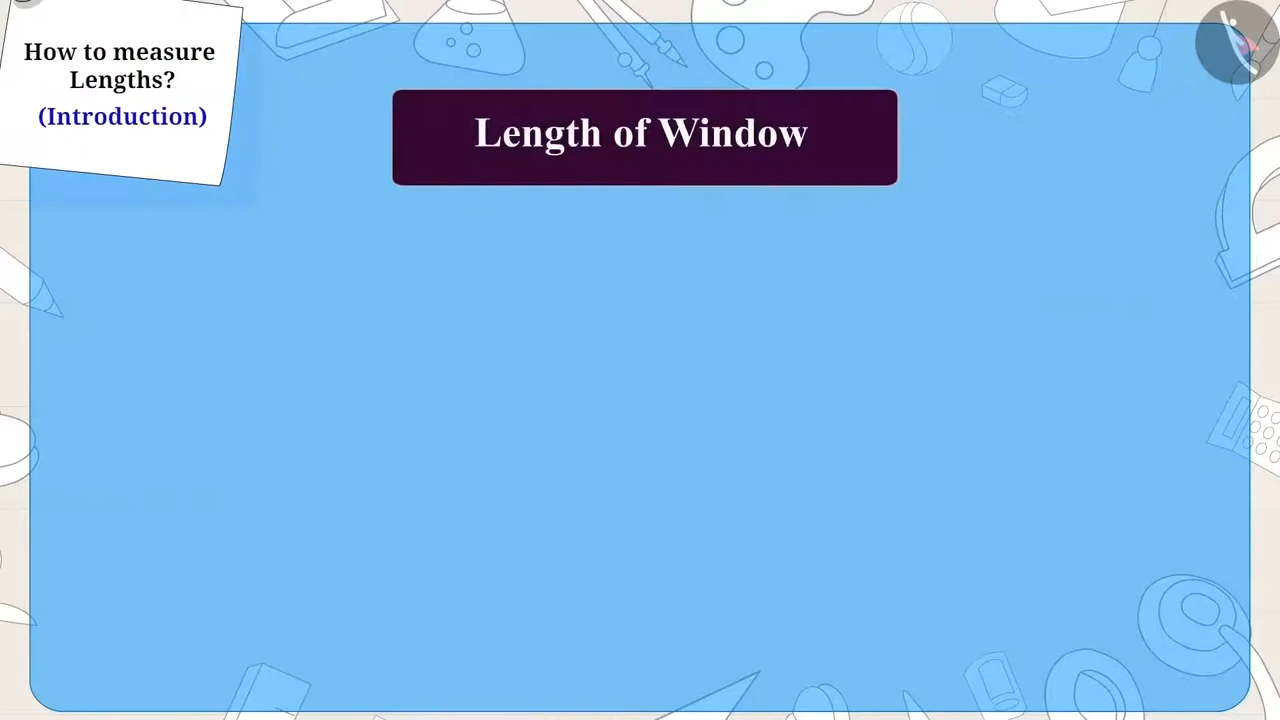 How to measure
Lengths?
(Introduction)
Length of Window